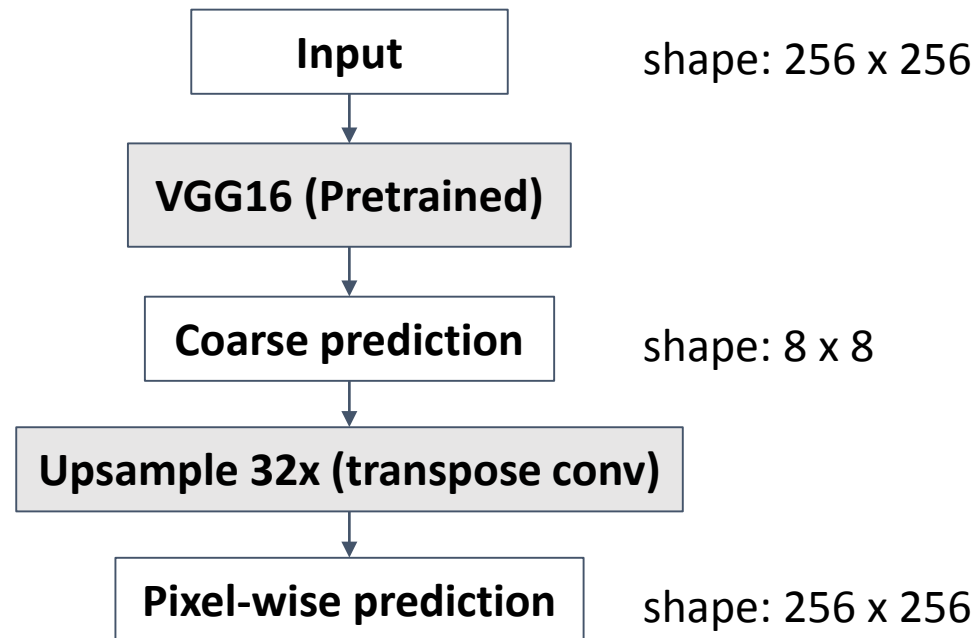 Input
shape: 256 x 256
VGG16 (Pretrained)
Coarse prediction
shape: 8 x 8
Upsample 32x (transpose conv)
Pixel-wise prediction
shape: 256 x 256